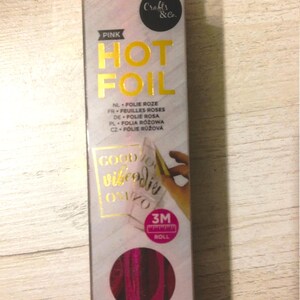 Crafts
& Co.
PINK
HOT
FOIL
NL • FOLIE ROZE
FR • FEUILLES ROSES
DE • FOLIE ROSA
PL • FOLIA RÓŻOWA
CZ • FÓLIE RŮŽOVÁ
GOOD
3M
ROLL